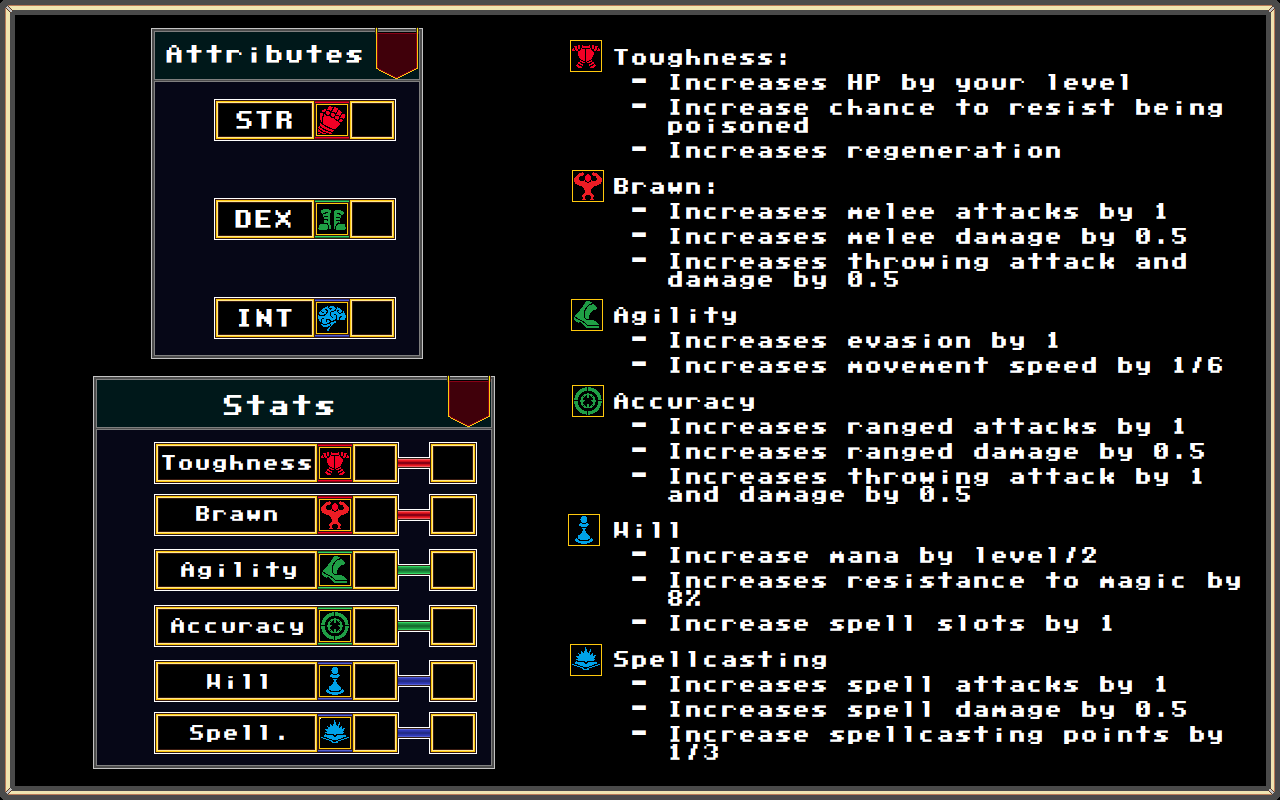 Attributes
STR
DEX
INT
Stats
Toughness
Brawn
Agility
Accuracy
Will
Spell.
Toughness:
- Increases HP by your level
- Increase chance to resist being
poisoned
- Increases regeneration
Brawn:
- Increases melee attacks by 1
- Increases melee damage by 0.5
- Increases throwing attack and
damage by 0.5
Agility
- Increases evasion by 1
- Increases movement speed by 1/6
Accuracy
- Increases ranged attacks by 1
- Increases ranged damage by 0.5
- Increases throwing attack by 1
and damage by 0.5
Will
- Increase mana by level/2
- Increases resistance to magic by
8%
- Increase spell slots by 1
Spellcasting
- Increases spell attacks by 1
- Increases spell damage by 0.5
- Increase spellcasting points by
1/3